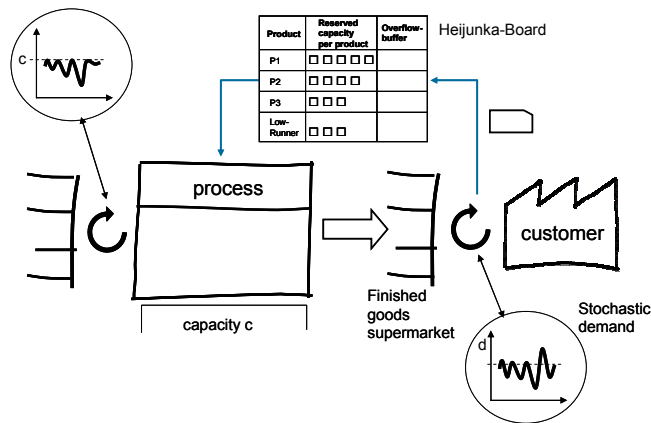 Product
Reserved
capacity
per product
Overflow-
buffer
Heijunka-Board
P1
P2
P3
Low-
Runner
c
process
customer
capacity c
Finished
goods
supermarket
Stochastic
demand
d